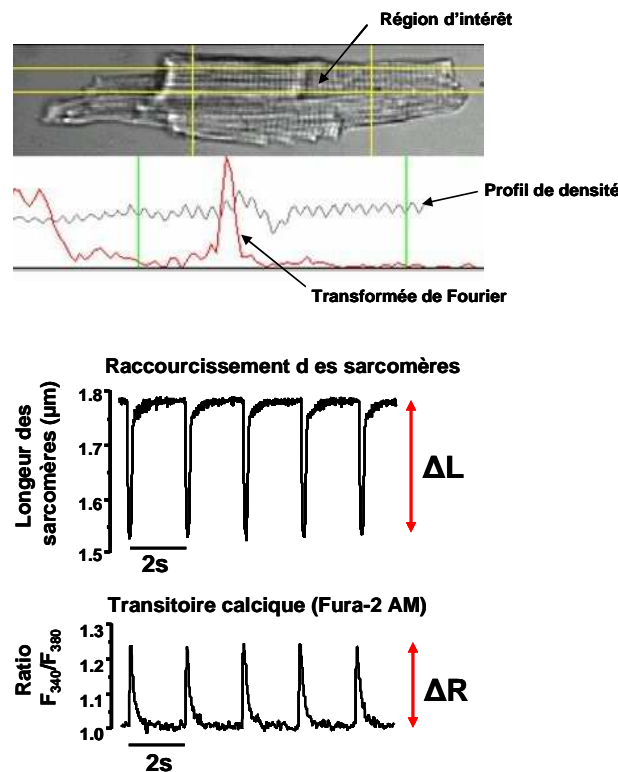 Région d'intérêt
Profil de densité
Transformée de Fourier
Raccourcissement d es sarcomères
Longeur des
sarcomères (µm)
1.8
1.7
1.6
1.5
ΔL
2s
Transitoire calcique (Fura-2 AM)
Ratio
F340/F380
1.3
1.2
1.1
1.0
ΔR
2s